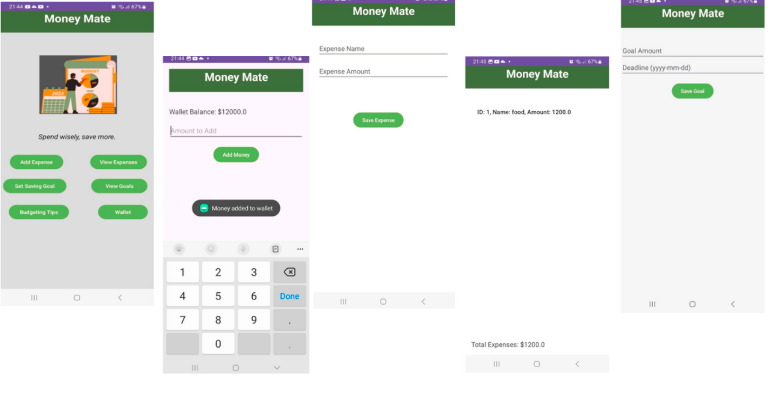 21:44
67%
Money Mate
BUDGET
2023
Spend wisely, save more.
Add Expense
View Expenses
Set Saving Goal
View Goals
Budgeting Tips
Wallet
21:44
67%
Money Mate
Wallet Balance: $12000.0
Amount to Add
Add Money
Money added to wallet
1 2 3
4 5 6 Done
7 8 9 .
0 ,
Money Mate
Expense Name
Expense Amount
Save Expense
21:45
67%
Money Mate
ID: 1, Name: food, Amount: 1200.0
Total Expenses: $1200.0
21:45
67%
Money Mate
Goal Amount
Deadline (yyyy-mm-dd)
Save Goal